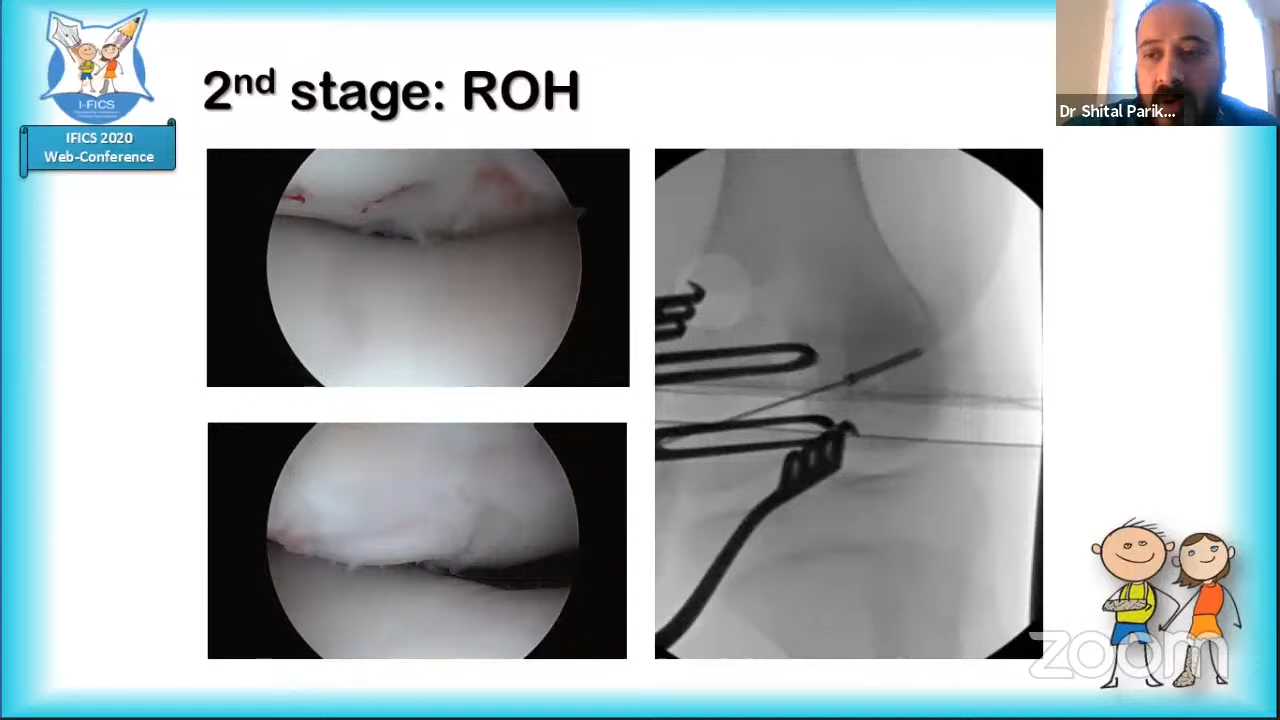 2nd stage: ROH
I-FICS
IFICS 2020
Web-Conference
Dr Shital Parik...
zoom